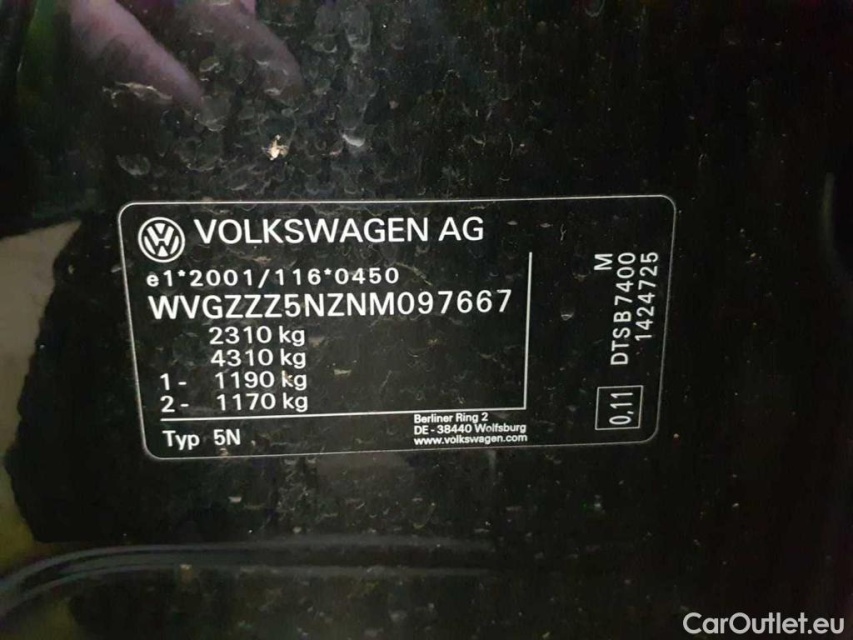 VOLKSWAGEN AG
e1*2001/116*0450
WVGZZZ5NZNM097667
2310 kg
4310 kg
1- 1190 kg
2- 1170 kg
Typ 5N
Berliner Ring 2
DE-38440 Wolfsburg
www.volkswagen.com
M
DTSB7400
1424725
0,11
CarOutlet.eu